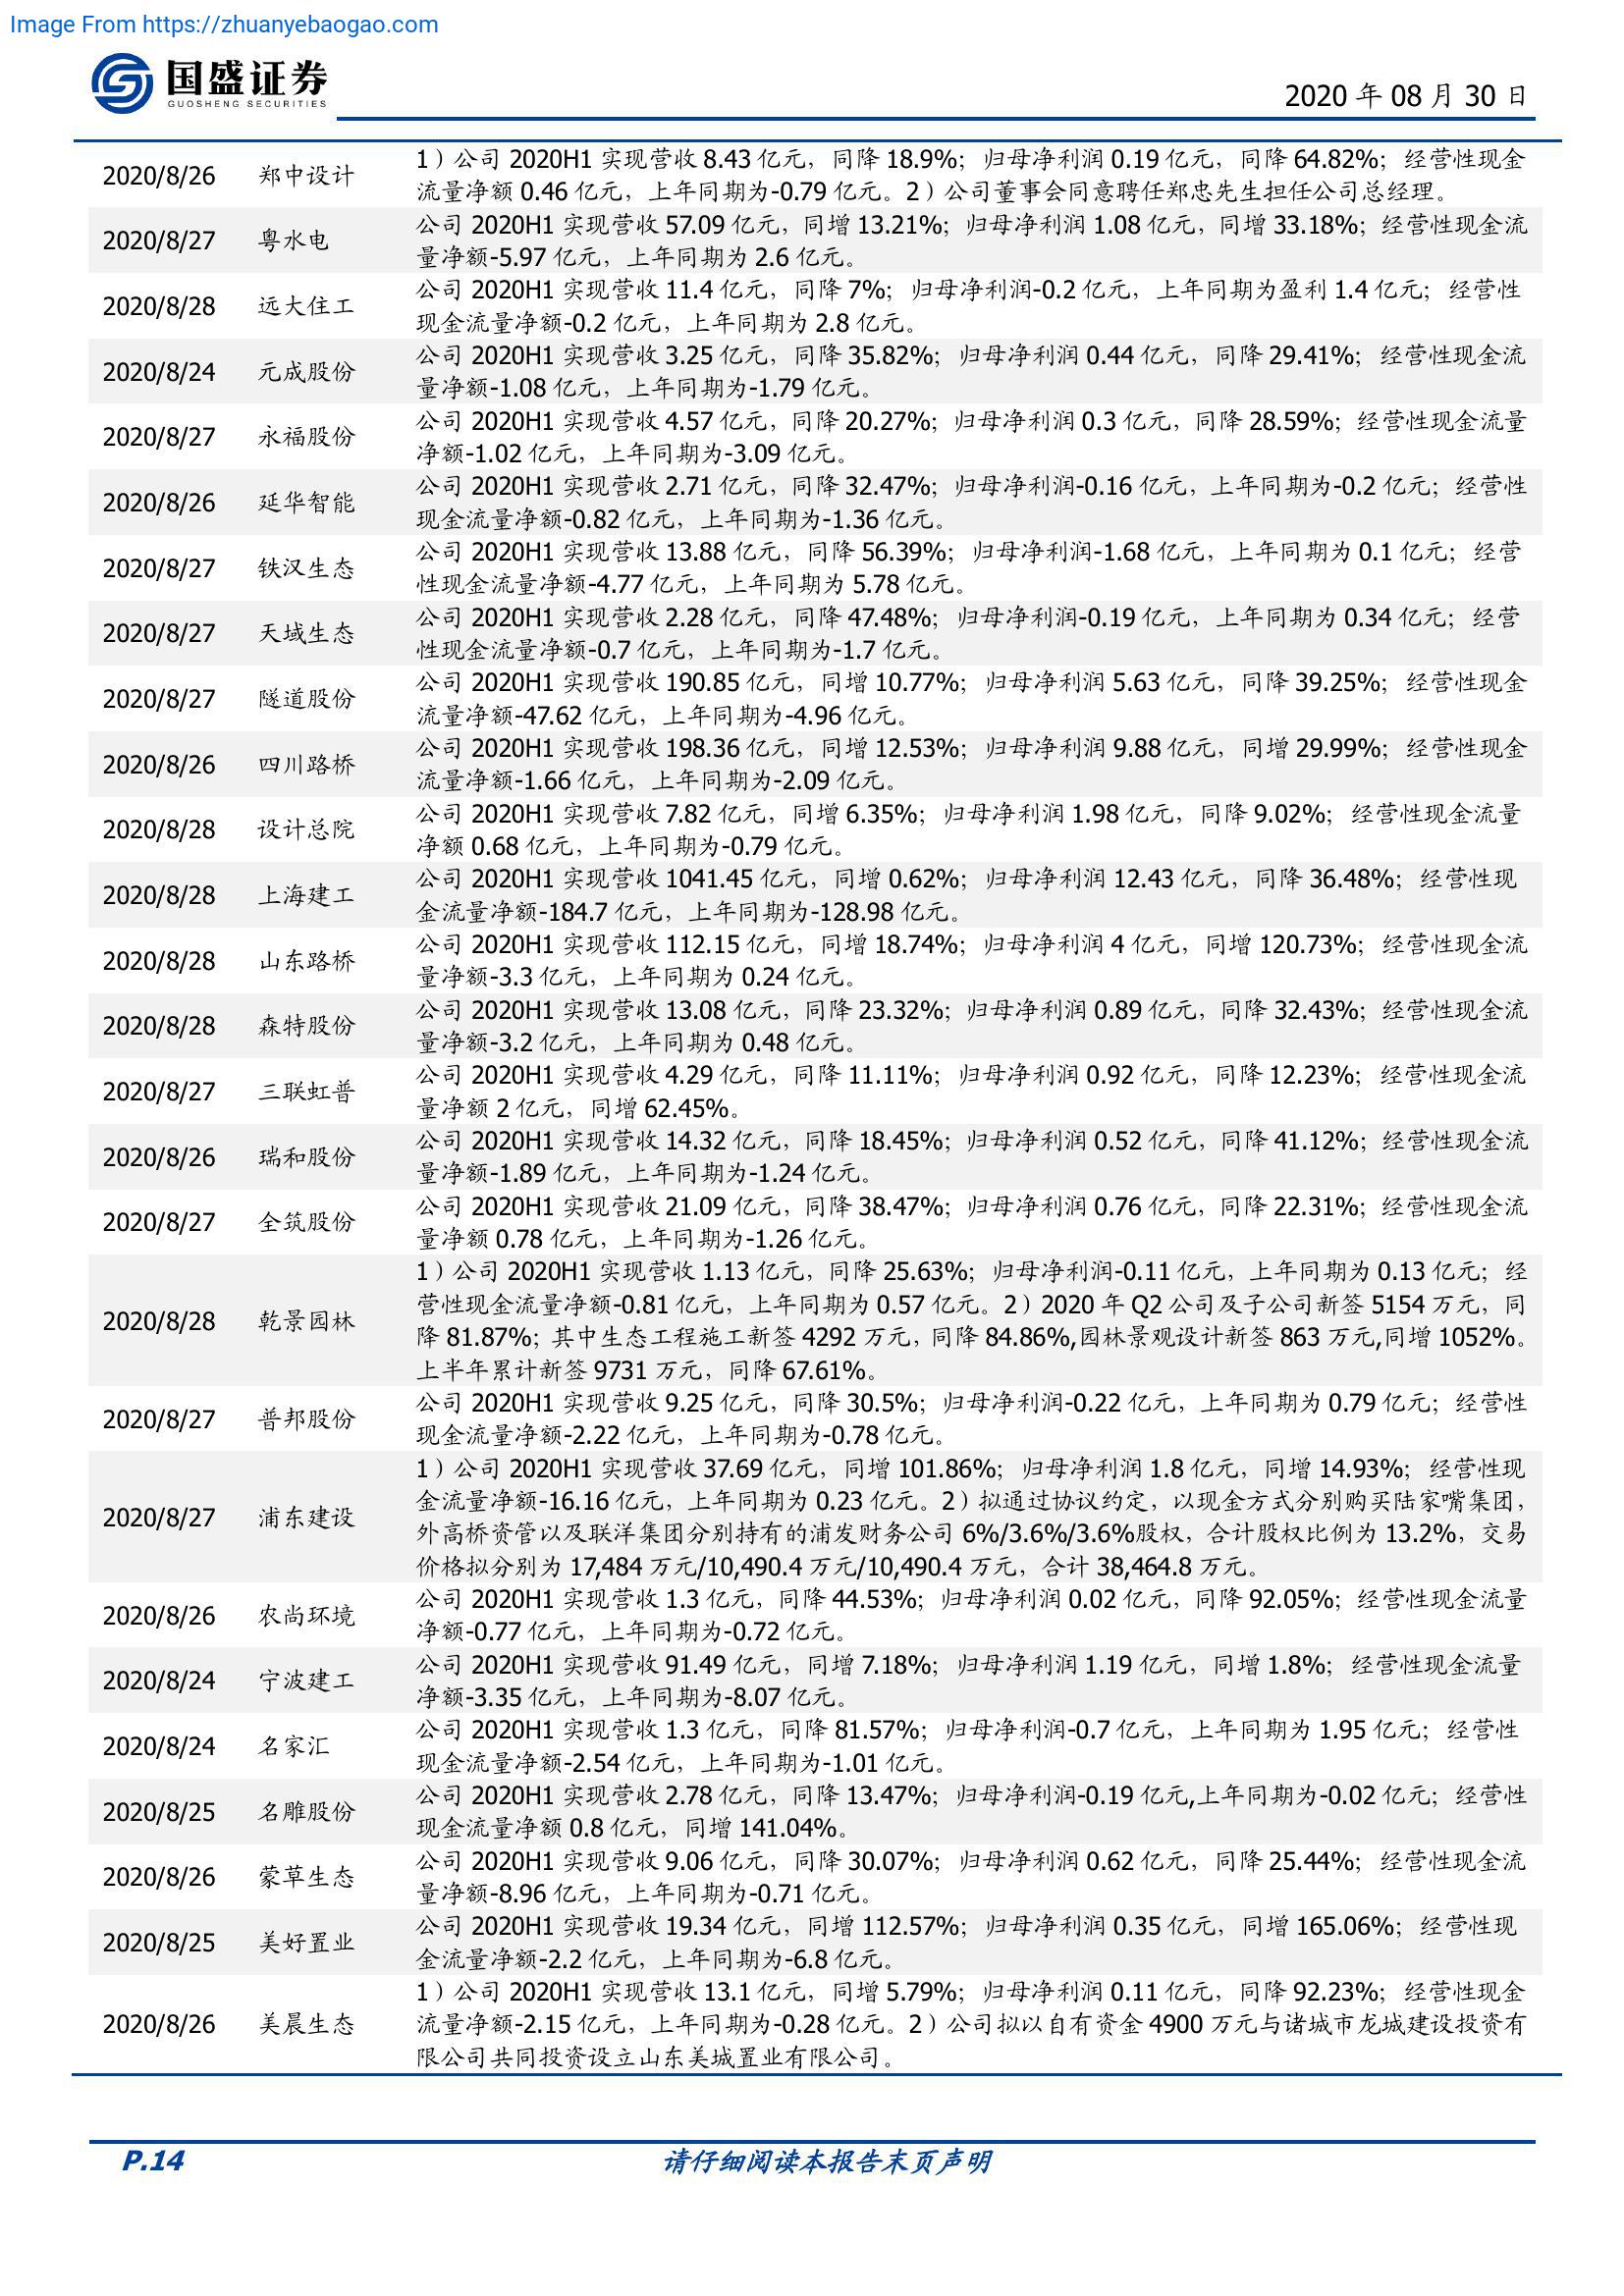 Image From https://zhuanyebaogao.com
国盛证券
GUOSHENG SECURITIES
2020 年 08 月 30 日
2020/8/26 郑中设计 1）公司 2020H1 实现营收 8.43 亿元，同降 18.9%；归母净利润 0.19 亿元，同降 64.82%；经营性现金
流量净额 0.46 亿元，上年同期为-0.79 亿元。2）公司董事会同意聘任郑忠先生担任公司总经理。
2020/8/27 粤水电 公司 2020H1 实现营收 57.09 亿元，同增 13.21%；归母净利润 1.08 亿元，同增 33.18%；经营性现金流
量净额-5.97 亿元，上年同期为 2.6 亿元。
2020/8/28 远大住工 公司 2020H1 实现营收 11.4 亿元，同降 7%；归母净利润-0.2 亿元，上年同期为盈利 1.4 亿元；经营性
现金流量净额-0.2 亿元，上年同期为 2.8 亿元。
2020/8/24 元成股份 公司 2020H1 实现营收 3.25 亿元，同降 35.82%；归母净利润 0.44 亿元，同降 29.41%；经营性现金流
量净额-1.08 亿元，上年同期为-1.79 亿元。
2020/8/27 永福股份 公司 2020H1 实现营收 4.57 亿元，同降 20.27%；归母净利润 0.3 亿元，同降 28.59%；经营性现金流量
净额-1.02 亿元，上年同期为-3.09 亿元。
2020/8/26 延华智能 公司 2020H1 实现营收 2.71 亿元，同降 32.47%；归母净利润-0.16 亿元，上年同期为-0.2 亿元；经营性
现金流量净额-0.82 亿元，上年同期为-1.36 亿元。
2020/8/27 铁汉生态 公司 2020H1 实现营收 13.88 亿元，同降 56.39%；归母净利润-1.68 亿元，上年同期为 0.1 亿元；经营
性现金流量净额-4.77 亿元，上年同期为 5.78 亿元。
2020/8/27 天域生态 公司 2020H1 实现营收 2.28 亿元，同降 47.48%；归母净利润-0.19 亿元，上年同期为 0.34 亿元；经营
性现金流量净额-0.7 亿元，上年同期为-1.7 亿元。
2020/8/27 隧道股份 公司 2020H1 实现营收 190.85 亿元，同增 10.77%；归母净利润 5.63 亿元，同降 39.25%；经营性现金
流量净额-47.62 亿元，上年同期为-4.96 亿元。
2020/8/26 四川路桥 公司 2020H1 实现营收 198.36 亿元，同增 12.53%；归母净利润 9.88 亿元，同增 29.99%；经营性现金
流量净额-1.66 亿元，上年同期为-2.09 亿元。
2020/8/28 设计总院 公司 2020H1 实现营收 7.82 亿元，同增 6.35%；归母净利润 1.98 亿元，同降 9.02%；经营性现金流量
净额 0.68 亿元，上年同期为-0.79 亿元。
2020/8/28 上海建工 公司 2020H1 实现营收 1041.45 亿元，同增 0.62%；归母净利润 12.43 亿元，同降 36.48%；经营性现
金流量净额-184.7 亿元，上年同期为-128.98 亿元。
2020/8/28 山东路桥 公司 2020H1 实现营收 112.15 亿元，同增 18.74%；归母净利润 4 亿元，同增 120.73%；经营性现金流
量净额-3.3 亿元，上年同期为 0.24 亿元。
2020/8/28 森特股份 公司 2020H1 实现营收 13.08 亿元，同降 23.32%；归母净利润 0.89 亿元，同降 32.43%；经营性现金流
量净额-3.2 亿元，上年同期为 0.48 亿元。
2020/8/27 三联虹普 公司 2020H1 实现营收 4.29 亿元，同降 11.11%；归母净利润 0.92 亿元，同降 12.23%；经营性现金流
量净额 2 亿元，同增 62.45%。
2020/8/26 瑞和股份 公司 2020H1 实现营收 14.32 亿元，同降 18.45%；归母净利润 0.52 亿元，同降 41.12%；经营性现金流
量净额-1.89 亿元，上年同期为-1.24 亿元。
2020/8/27 全筑股份 公司 2020H1 实现营收 21.09 亿元，同降 38.47%；归母净利润 0.76 亿元，同降 22.31%；经营性现金流
量净额 0.78 亿元，上年同期为-1.26 亿元。
2020/8/28 乾景园林 1）公司 2020H1 实现营收 1.13 亿元，同降 25.63%；归母净利润-0.11 亿元，上年同期为 0.13 亿元；经
营性现金流量净额-0.81 亿元，上年同期为 0.57 亿元。2）2020 年 Q2 公司及子公司新签 5154 万元，同
降 81.87%；其中生态工程施工新签 4292 万元，同降 84.86%,园林景观设计新签 863 万元,同增 1052%。
上半年累计新签 9731 万元，同降 67.61%。
2020/8/27 普邦股份 公司 2020H1 实现营收 9.25 亿元，同降 30.5%；归母净利润-0.22 亿元，上年同期为 0.79 亿元；经营性
现金流量净额-2.22 亿元，上年同期为-0.78 亿元。
2020/8/27 浦东建设 1）公司 2020H1 实现营收 37.69 亿元，同增 101.86%；归母净利润 1.8 亿元，同增 14.93%；经营性现
金流量净额-16.16 亿元，上年同期为 0.23 亿元。2）拟通过协议约定，以现金方式分别购买陆家嘴集团，
外高桥资管以及联洋集团分别持有的浦发财务公司 6%/3.6%/3.6%股权，合计股权比例为 13.2%，交易
价格拟分别为 17,484 万元/10,490.4 万元/10,490.4 万元，合计 38,464.8 万元。
2020/8/26 农尚环境 公司 2020H1 实现营收 1.3 亿元，同降 44.53%；归母净利润 0.02 亿元，同降 92.05%；经营性现金流量
净额-0.77 亿元，上年同期为-0.72 亿元。
2020/8/24 宁波建工 公司 2020H1 实现营收 91.49 亿元，同增 7.18%；归母净利润 1.19 亿元，同增 1.8%；经营性现金流量
净额-3.35 亿元，上年同期为-8.07 亿元。
2020/8/24 名家汇 公司 2020H1 实现营收 1.3 亿元，同降 81.57%；归母净利润-0.7 亿元，上年同期为 1.95 亿元；经营性
现金流量净额-2.54 亿元，上年同期为-1.01 亿元。
2020/8/25 名雕股份 公司 2020H1 实现营收 2.78 亿元，同降 13.47%；归母净利润-0.19 亿元,上年同期为-0.02 亿元；经营性
现金流量净额 0.8 亿元，同增 141.04%。
2020/8/26 蒙草生态 公司 2020H1 实现营收 9.06 亿元，同降 30.07%；归母净利润 0.62 亿元，同降 25.44%；经营性现金流
量净额-8.96 亿元，上年同期为-0.71 亿元。
2020/8/25 美好置业 公司 2020H1 实现营收 19.34 亿元，同增 112.57%；归母净利润 0.35 亿元，同增 165.06%；经营性现
金流量净额-2.2 亿元，上年同期为-6.8 亿元。
2020/8/26 美晨生态 1）公司 2020H1 实现营收 13.1 亿元，同增 5.79%；归母净利润 0.11 亿元，同降 92.23%；经营性现金
流量净额-2.15 亿元，上年同期为-0.28 亿元。2）公司拟以自有资金 4900 万元与诸城市龙城建设投资有
限公司共同投资设立山东美城置业有限公司。
P.14 请仔细阅读本报告末页声明